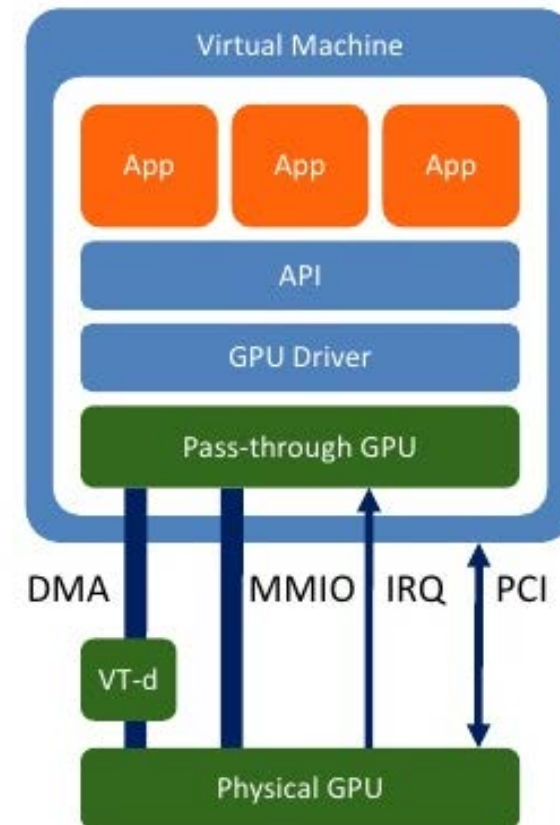 Virtual Machine
App App App
API
GPU Driver
Pass-through GPU
DMA MMIO IRQ PCI
VT-d
Physical GPU